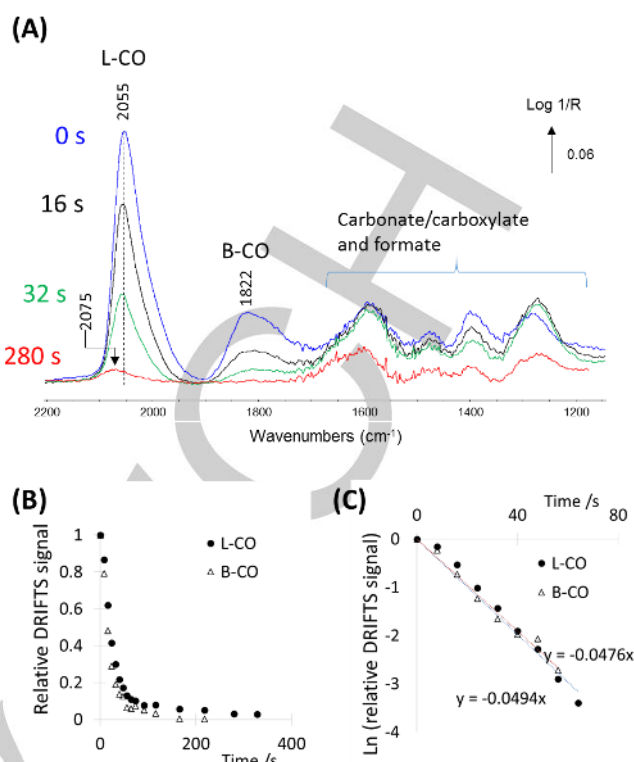 (A)
L-CO
2055
Log 1/R
0.06
0 s
16 s
Carbonate/carboxylate
and formate
B-CO
1822
32 s
2075
280 s
2200
2000
1800
1600
1400
1200
Wavenumbers (cm-1)
(B)
L-CO
B-CO
Relative DRIFTS signal
1
0.8
0.6
0.4
0.2
0
0
200
400
Time /s
(C)
Time /s
0
40
80
L-CO
B-CO
Ln (relative DRIFTS signal)
0
-1
-2
-3
-4
y = -0.0476x
y = -0.0494x